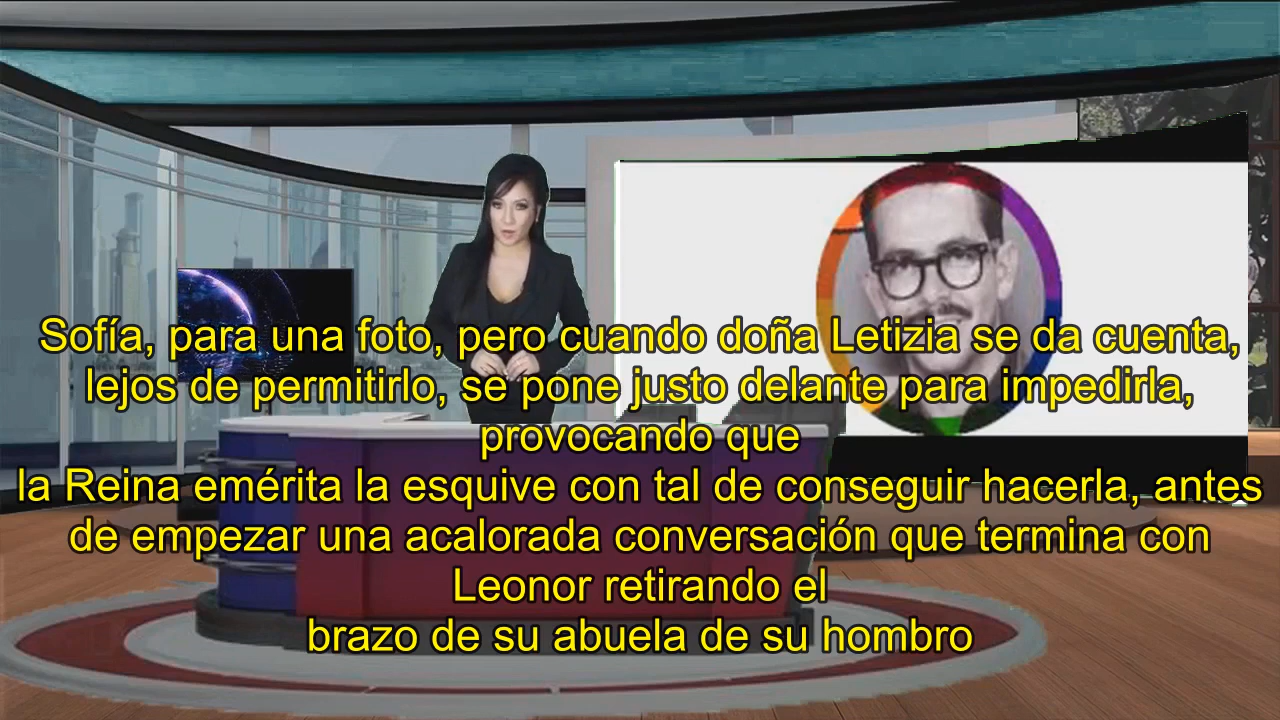 Sofía, para una foto, pero cuando doña Letizia se da cuenta,
lejos de permitirlo, se pone justo delante para impedirla,
provocando que
la Reina emérita la esquive con tal de conseguir hacerla, antes
de empezar una acalorada conversación que termina con
Leonor retirando el
brazo de su abuela de su hombro